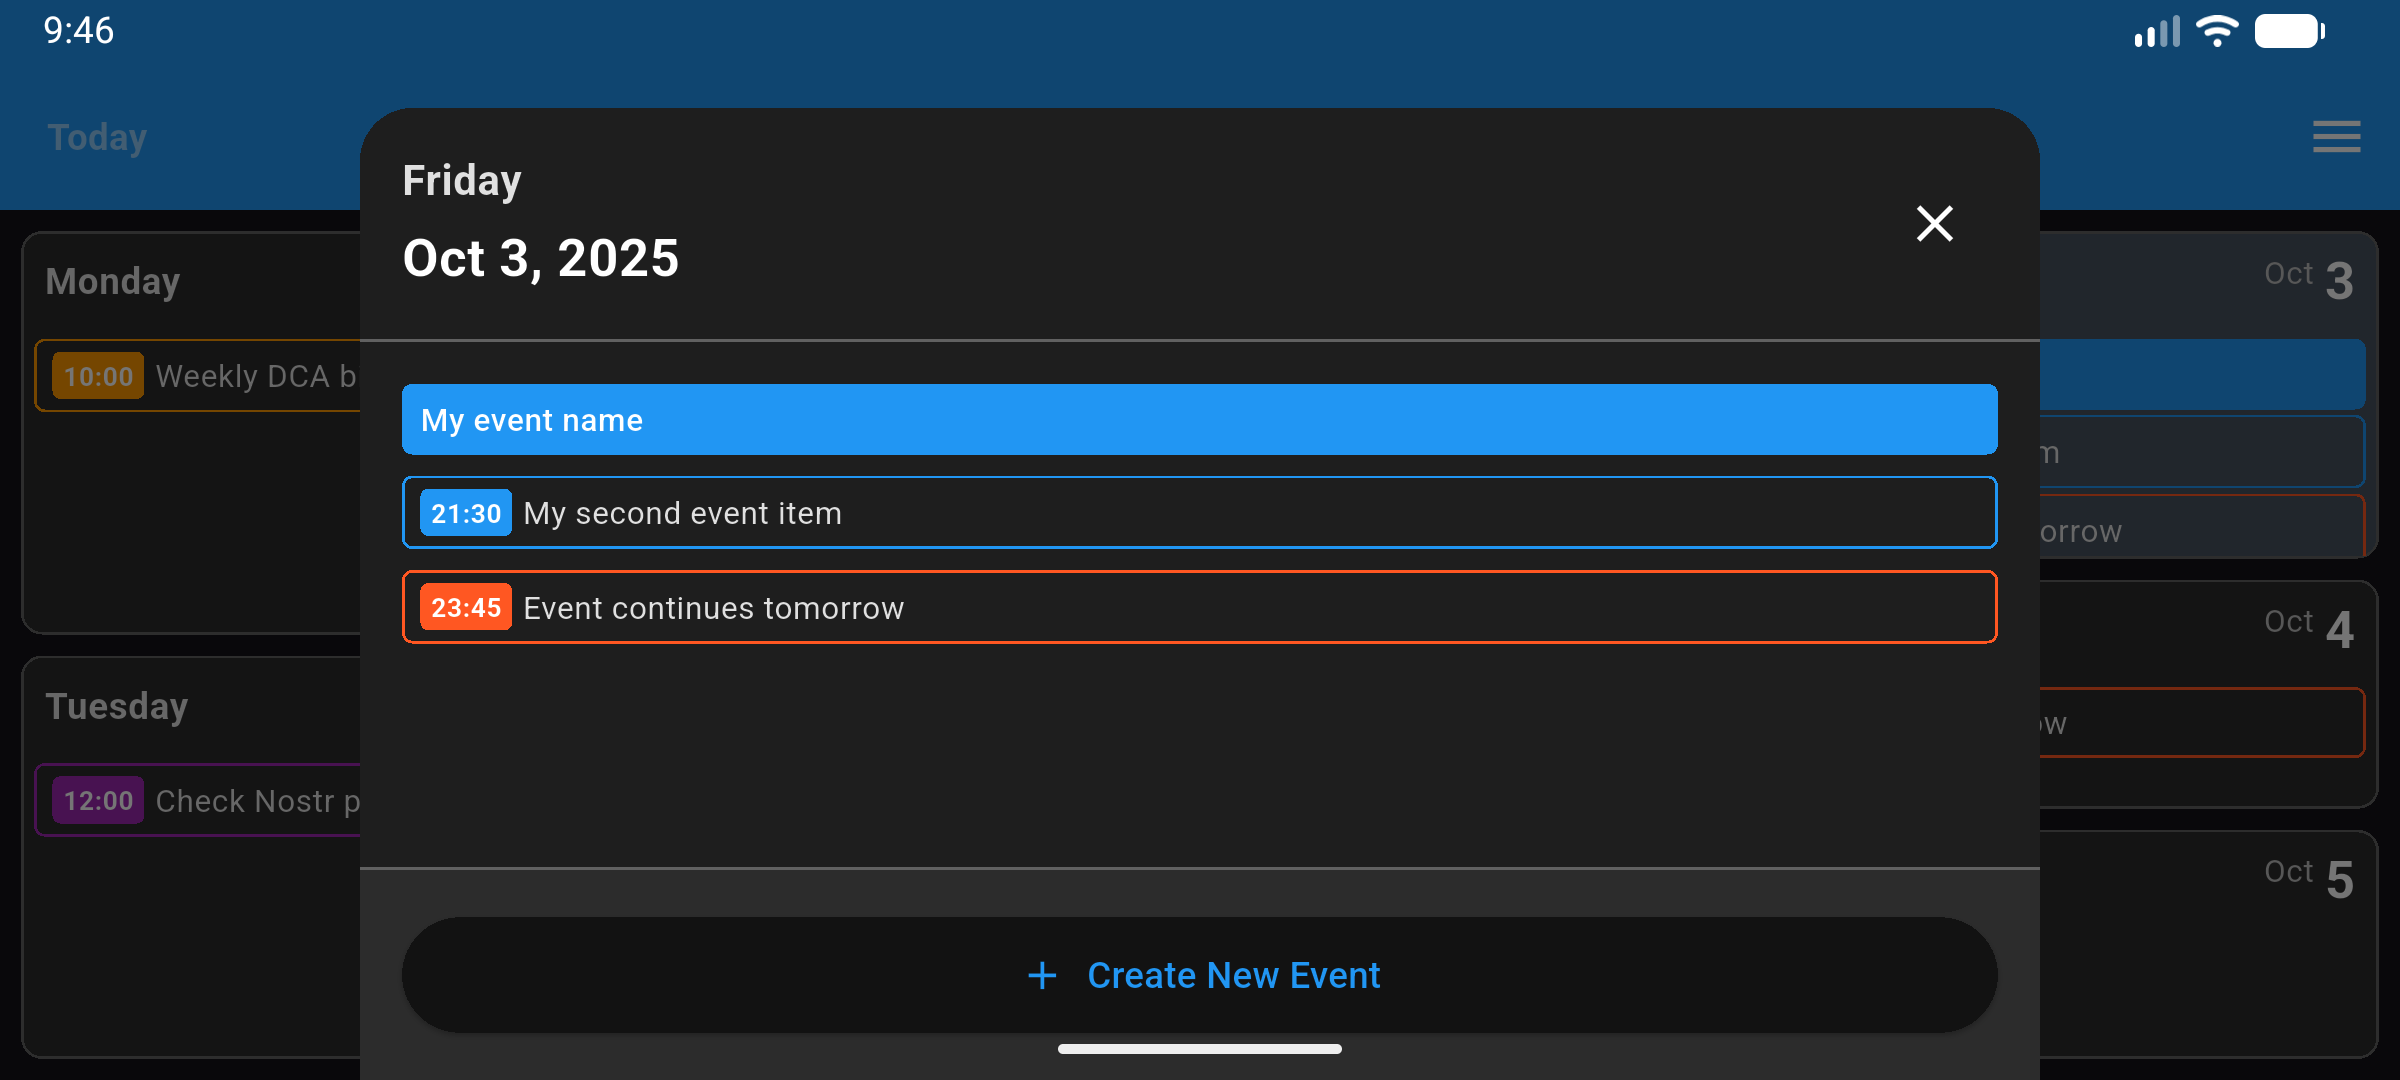 9:46
Today
Friday
Oct 3, 2025
Monday
10:00 Weekly DCA b
Tuesday
12:00 Check Nostr p
My event name
21:30 My second event item
23:45 Event continues tomorrow
+ Create New Event
Oct 3
m
orrow
Oct 4
ow
Oct 5